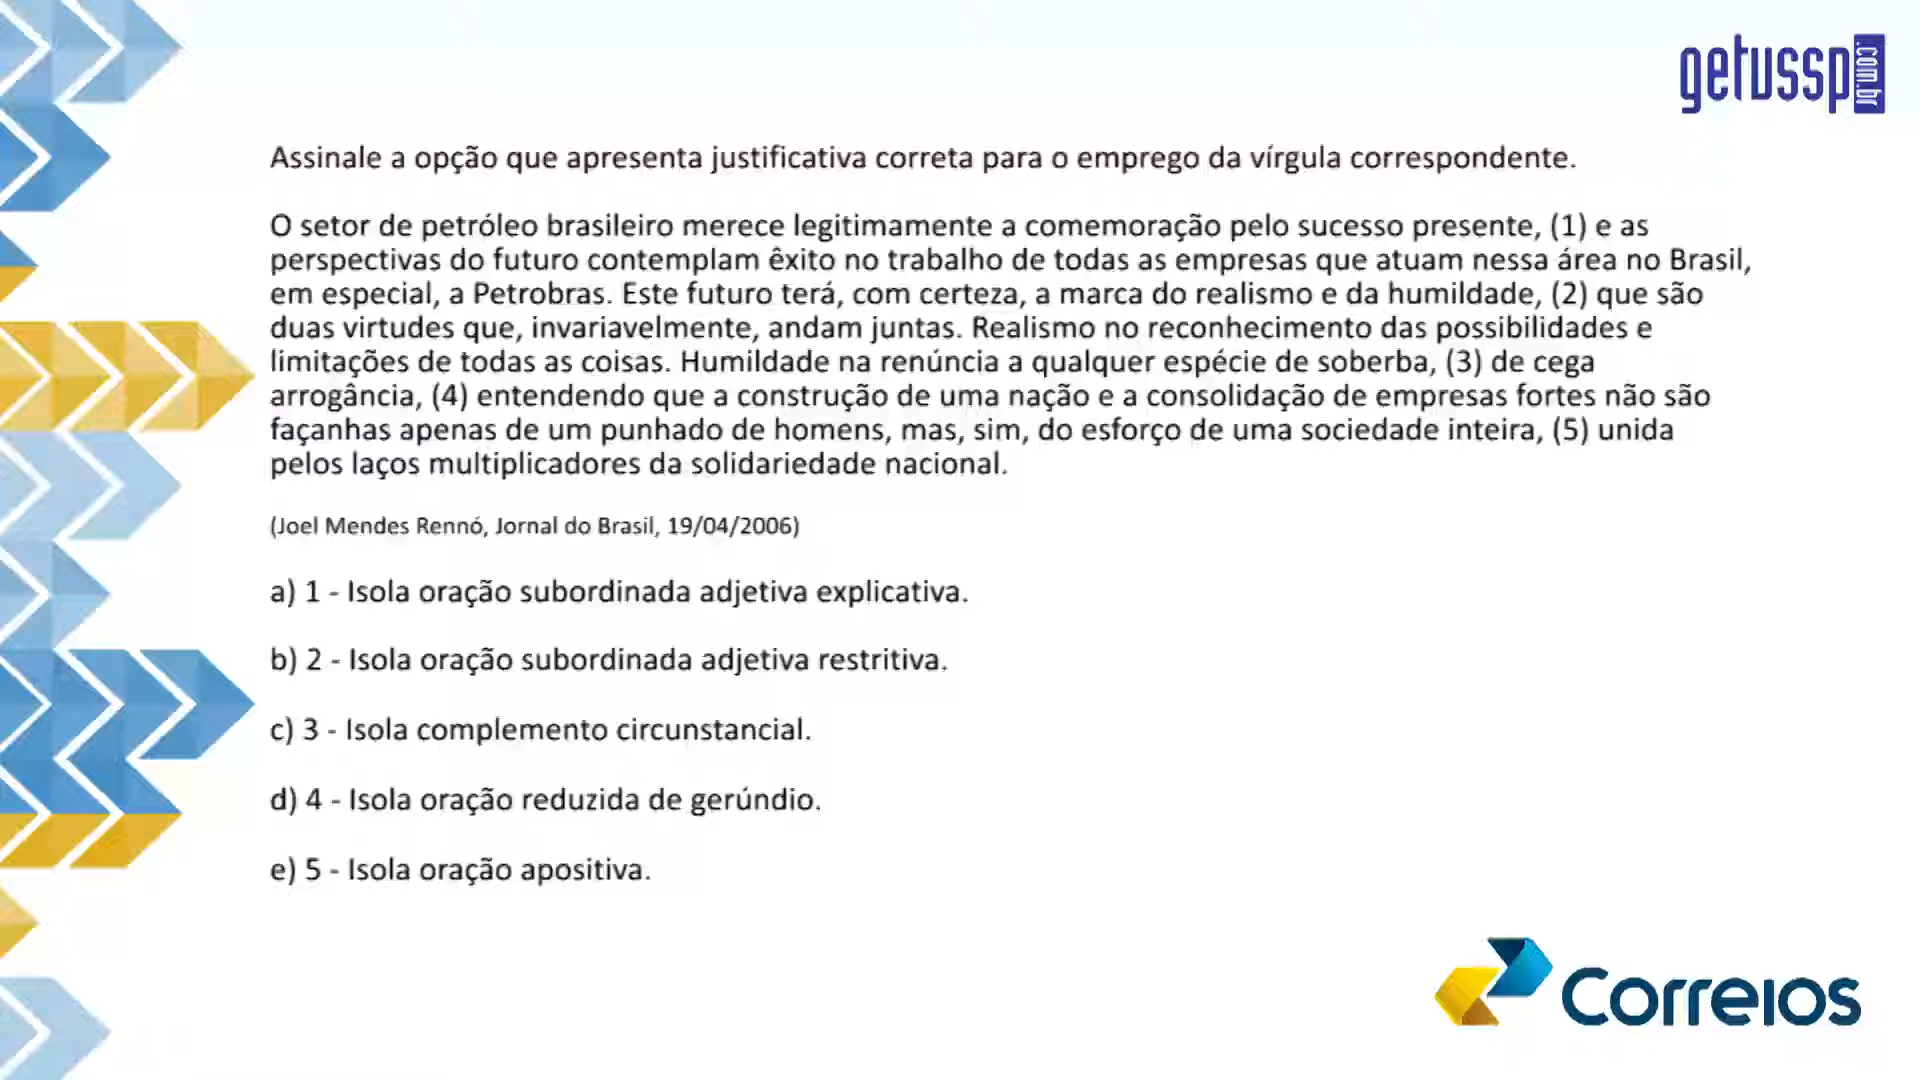 getussp.com.br
Assinale a opção que apresenta justificativa correta para o emprego da vírgula correspondente.
O setor de petróleo brasileiro merece legitimamente a comemoração pelo sucesso presente, (1) e as
perspectivas do futuro contemplam êxito no trabalho de todas as empresas que atuam nessa área no Brasil,
em especial, a Petrobras. Este futuro terá, com certeza, a marca do realismo e da humildade, (2) que são
duas virtudes que, invariavelmente, andam juntas. Realismo no reconhecimento das possibilidades e
limitações de todas as coisas. Humildade na renúncia a qualquer espécie de soberba, (3) de cega
arrogância, (4) entendendo que a construção de uma nação e a consolidação de empresas fortes não são
façanhas apenas de um punhado de homens, mas, sim, do esforço de uma sociedade inteira, (5) unida
pelos laços multiplicadores da solidariedade nacional.
(Joel Mendes Rennó, Jornal do Brasil, 19/04/2006)
a) 1 - Isola oração subordinada adjetiva explicativa.
b) 2 - Isola oração subordinada adjetiva restritiva.
c) 3 - Isola complemento circunstancial.
d) 4 - Isola oração reduzida de gerúndio.
e) 5 - Isola oração apositiva.
Correios